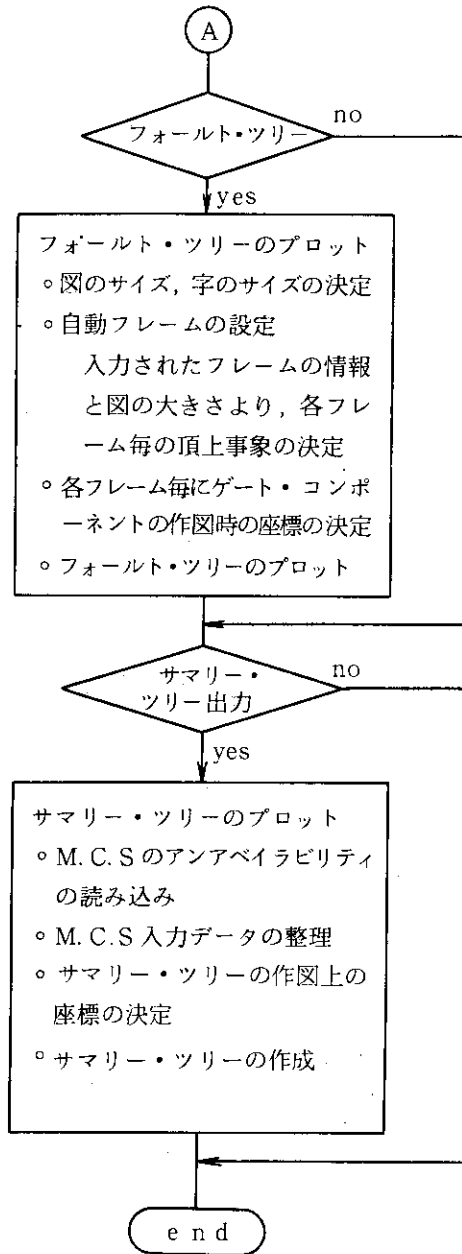 A
フォールト・ツリー
no
yes
フォールト・ツリーのプロット
○図のサイズ, 字のサイズの決定
○自動フレームの設定
入力されたフレームの情報
と図の大きさより, 各フレ
ーム毎の頂上事象の決定
○各フレーム毎にゲート・コンポ
ーネントの作図時の座標の決定
○フォールト・ツリーのプロット
サマリー・
ツリー出力
no
yes
サマリー・ツリーのプロット
○M.C.Sのアンアベイラビリティ
の読み込み
○M.C.S入力データの整理
○サマリー・ツリーの作図上の
座標の決定
○サマリー・ツリーの作成
end